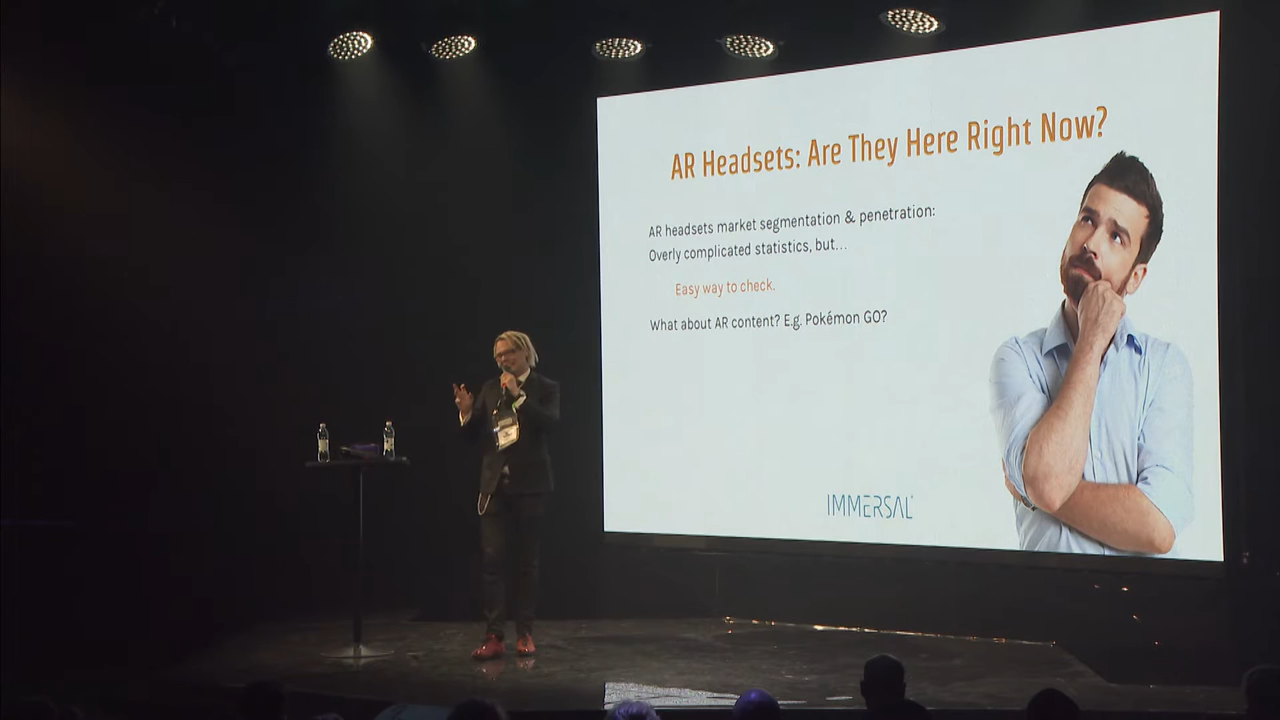 AR Headsets: Are They Here Right Now?
AR headsets market segmentation & penetration:
Overly complicated statistics, but...
Easy way to check.
What about AR content? E.g. Pokémon GO?
IMMERSAL